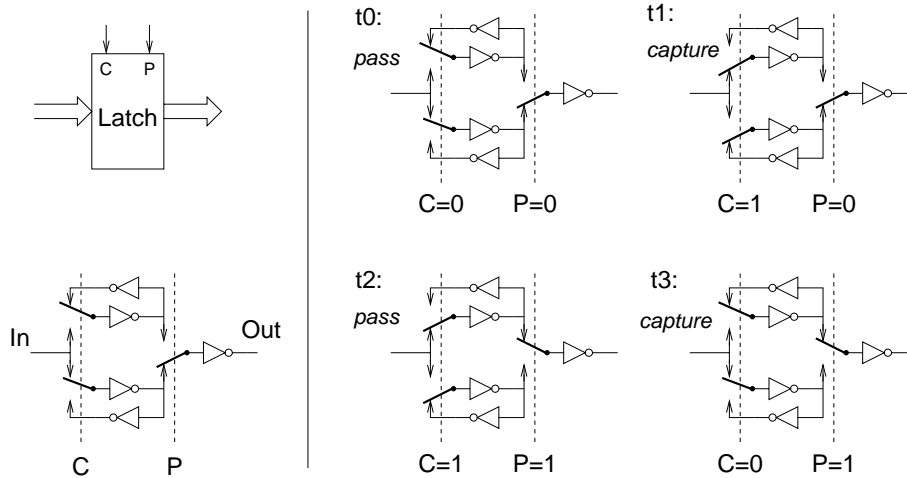 C P
Latch
In
Out
C P
t0:
pass
C=0 P=0
t1:
capture
C=1 P=0
t2:
pass
C=1 P=1
t3:
capture
C=0 P=1